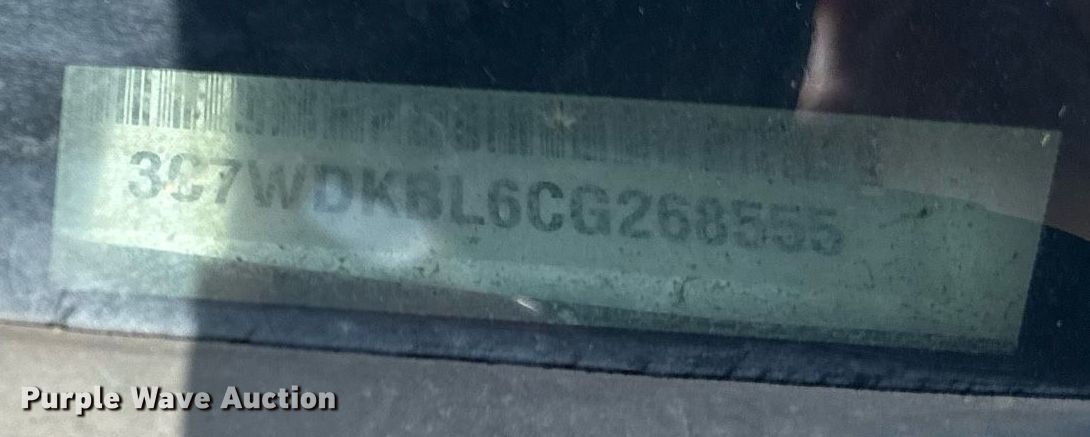 3C7WDKBL6CG268555
Purple Wave Auction